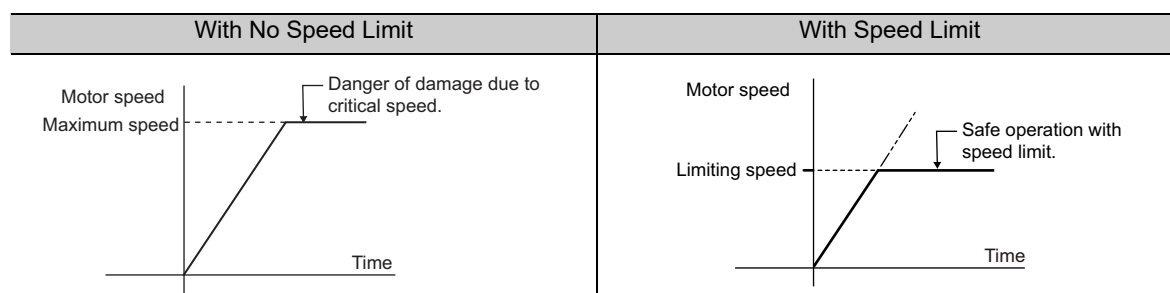 With No Speed Limit
With Speed Limit
Motor speed
Maximum speed
Danger of damage due to
critical speed.
Time
Motor speed
Limiting speed
Safe operation with
speed limit.
Time